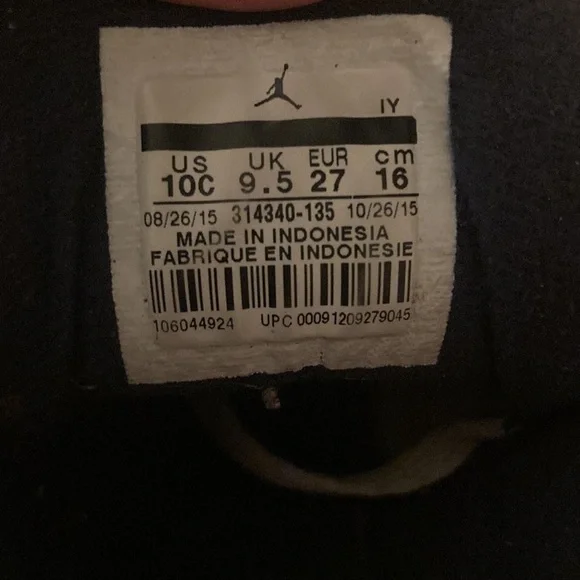 IY
US UK EUR cm
10C 9.5 27 16
08/26/15 314340-135 10/26/15
MADE IN INDONESIA
FABRIQUE EN INDONESIE
106044924 UPC 00091209279045